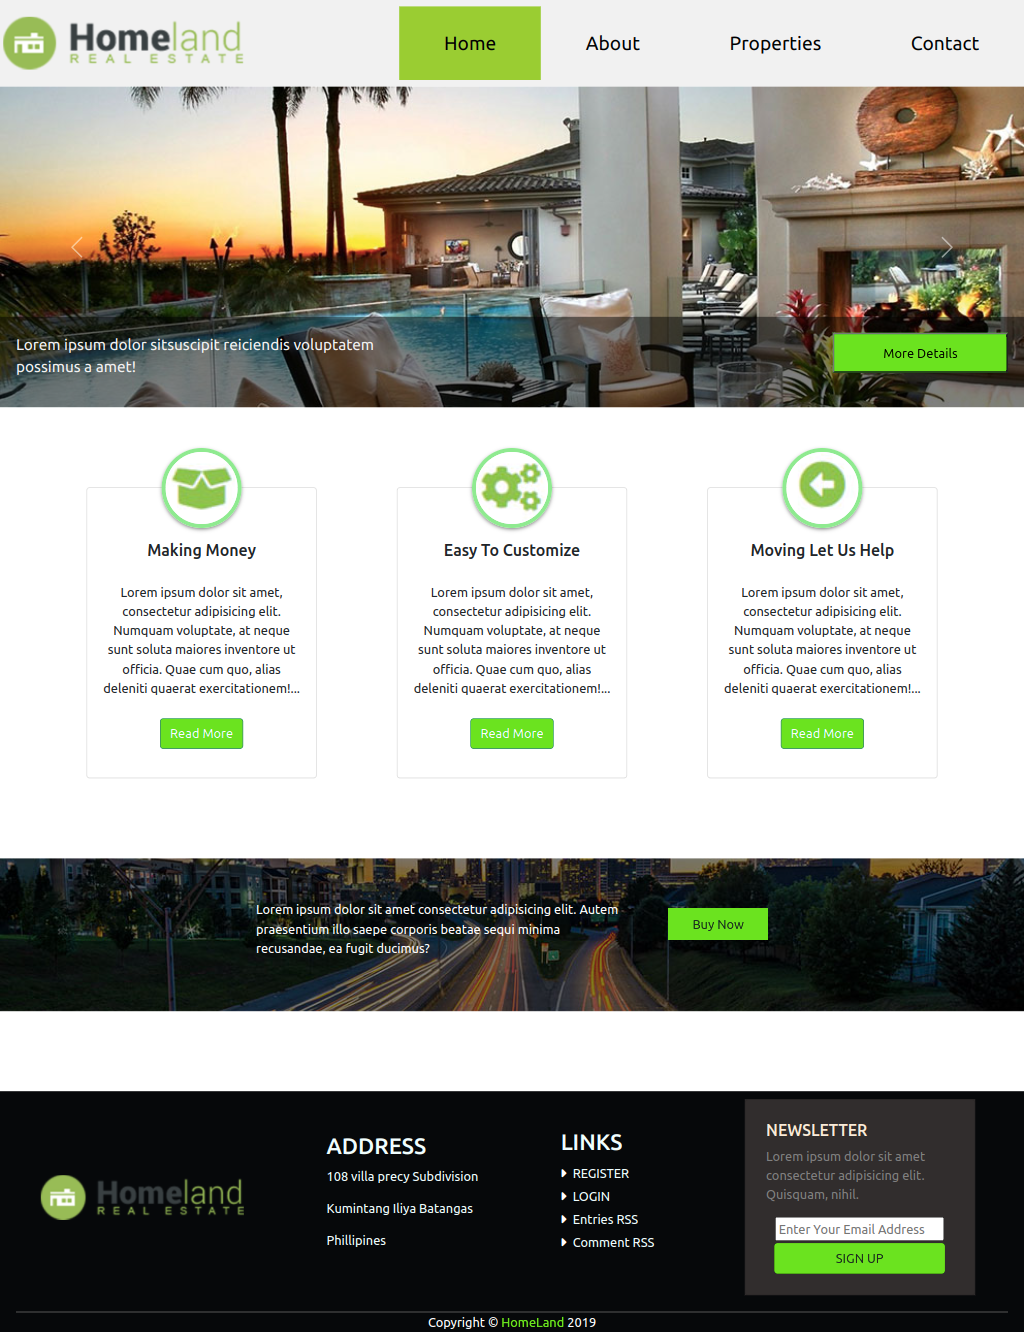 Homeland
REAL ESTATE
Home
About
Properties
Contact
Lorem ipsum dolor sitsuscipit reiciendis voluptatem
possimus a amet!
More Details
Making Money
Lorem ipsum dolor sit amet,
consectetur adipisicing elit.
Numquam voluptate, at neque
sunt soluta maiores inventore ut
officia. Quae cum quo, alias
deleniti quaerat exercitationem!...
Read More
Easy To Customize
Lorem ipsum dolor sit amet,
consectetur adipisicing elit.
Numquam voluptate, at neque
sunt soluta maiores inventore ut
officia. Quae cum quo, alias
deleniti quaerat exercitationem!...
Read More
Moving Let Us Help
Lorem ipsum dolor sit amet,
consectetur adipisicing elit.
Numquam voluptate, at neque
sunt soluta maiores inventore ut
officia. Quae cum quo, alias
deleniti quaerat exercitationem!...
Read More
Lorem ipsum dolor sit amet consectetur adipisicing elit. Autem
praesentium illo saepe corporis beatae sequi minima
recusandae, ea fugit ducimus?
Buy Now
Homeland
REAL ESTATE
ADDRESS
108 villa precy Subdivision
Kumintang Iliya Batangas
Phillipines
LINKS
REGISTER
LOGIN
Entries RSS
Comment RSS
NEWSLETTER
Lorem ipsum dolor sit amet
consectetur adipisicing elit.
Quisquam, nihil.
Enter Your Email Address
SIGN UP
Copyright © HomeLand 2019